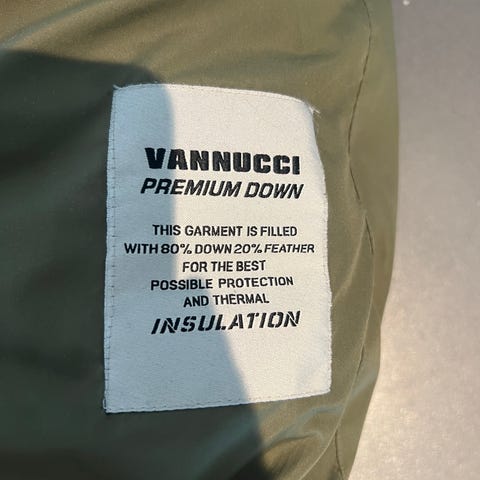 VANNUCCI
PREMIUM DOWN
THIS GARMENT IS FILLED
WITH 80% DOWN 20% FEATHER
FOR THE BEST
POSSIBLE PROTECTION
AND THERMAL
INSULATION